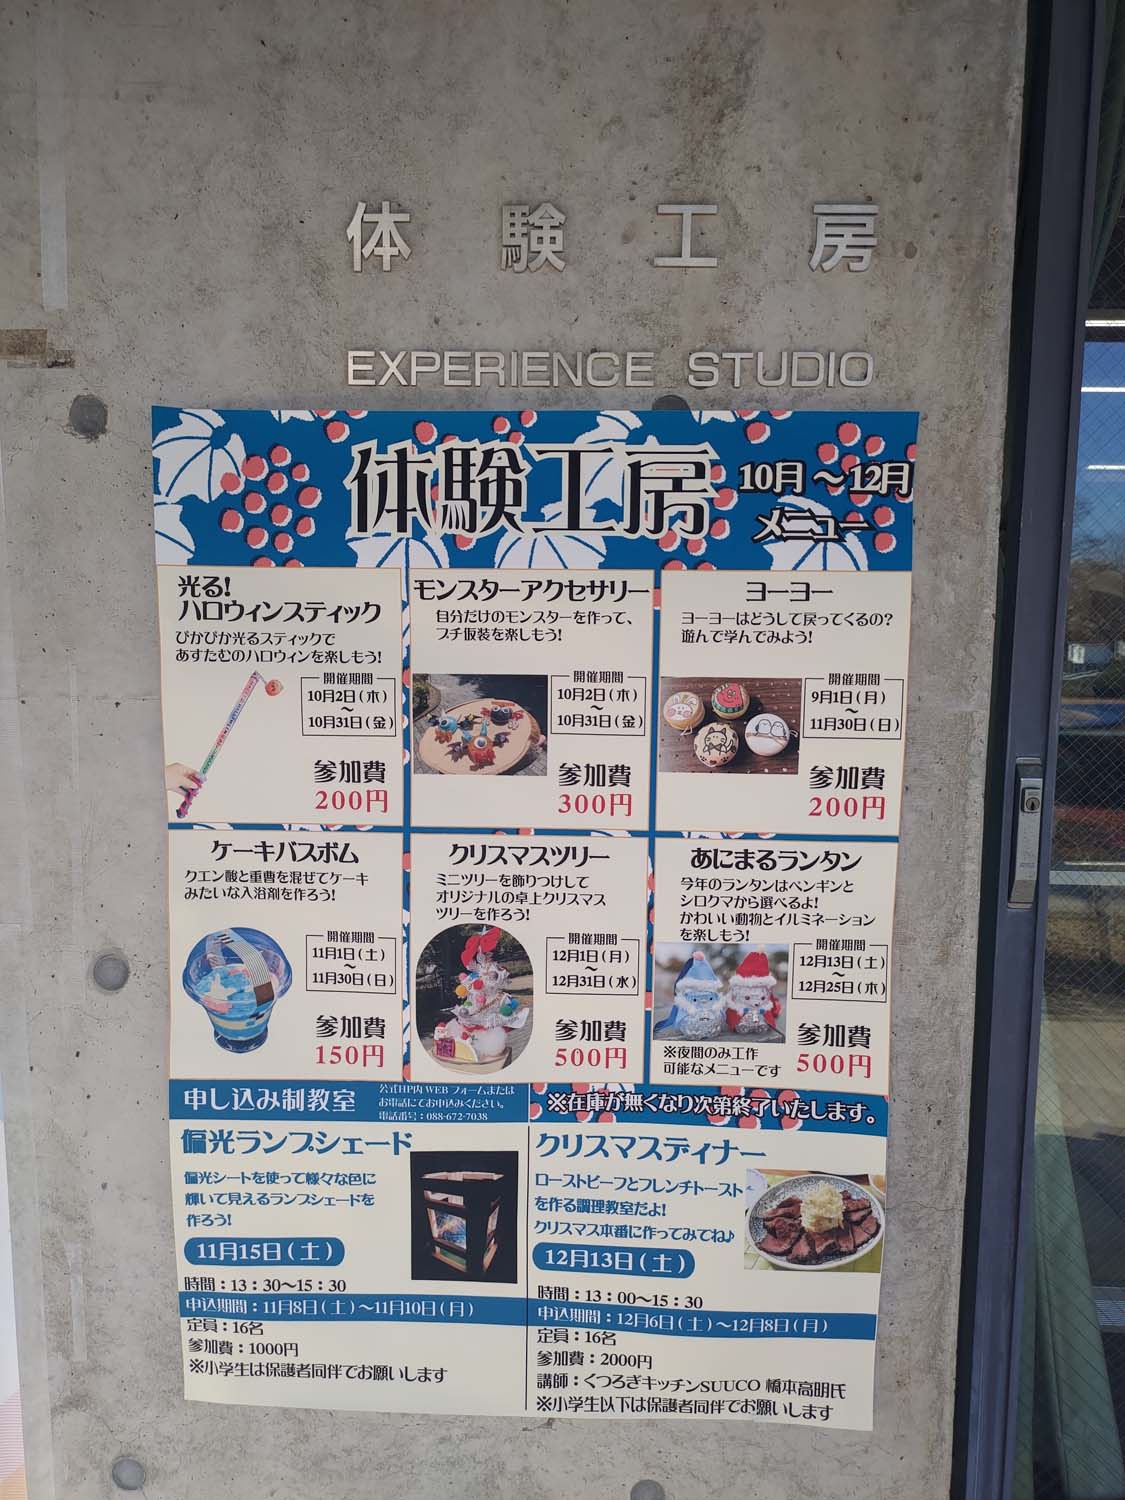 体験工房
EXPERIENCE STUDIO
体験工房
10月～12月
メニュー
光る!
ハロウィンスティック
ぴかぴか光るスティックで
あすたむのハロウィンを楽しもう!
開催期間
10月2日(木)
～
10月31日(金)
参加費
200円
モンスターアクセサリー
自分だけのモンスターを作って、
プチ仮装を楽しもう!
開催期間
10月2日(木)
～
10月31日(金)
参加費
300円
ヨーヨー
ヨーヨーはどうして戻ってくるの?
遊んで学んでみよう!
開催期間
9月1日(月)
～
11月30日(日)
参加費
200円
ケーキバスボム
クエン酸と重曹を混ぜてケーキ
みたいな入浴剤を作ろう!
開催期間
11月1日(土)
～
11月30日(日)
参加費
150円
クリスマスツリー
ミニツリーを飾りつけして
オリジナルの卓上クリスマス
ツリーを作ろう!
開催期間
12月1日(月)
～
12月31日(水)
参加費
500円
あにまるランタン
今年のランタンはペンギンと
シロクマから選べるよ!
かわいい動物とイルミネーション
を楽しもう!
開催期間
12月13日(土)
～
12月25日(木)
※夜間のみ工作
可能なメニューです
参加費
500円
申し込み制教室
公式HP内WEBフォームまたは
お電話にてお申込みください。
電話番号：088-672-7038
※在庫が無くなり次第終了いたします。
偏光ランプシェード
偏光シートを使って様々な色に
輝いて見えるランプシェードを
作ろう!
11月15日(土)
時間：13：30～15：30
申込期間：11月8日(土)～11月10日(月)
定員：16名
参加費：1000円
※小学生は保護者同伴でお願いします
クリスマスディナー
ローストビーフとフレンチトースト
を作る調理教室だよ!
クリスマス本番に作ってみてね♪
12月13日(土)
時間：13：00～15：30
申込期間：12月6日(土)～12月8日(月)
定員：16名
参加費：2000円
講師：くつろぎキッチンSUUCO 橋本高明氏
※小学生以下は保護者同伴でお願いします